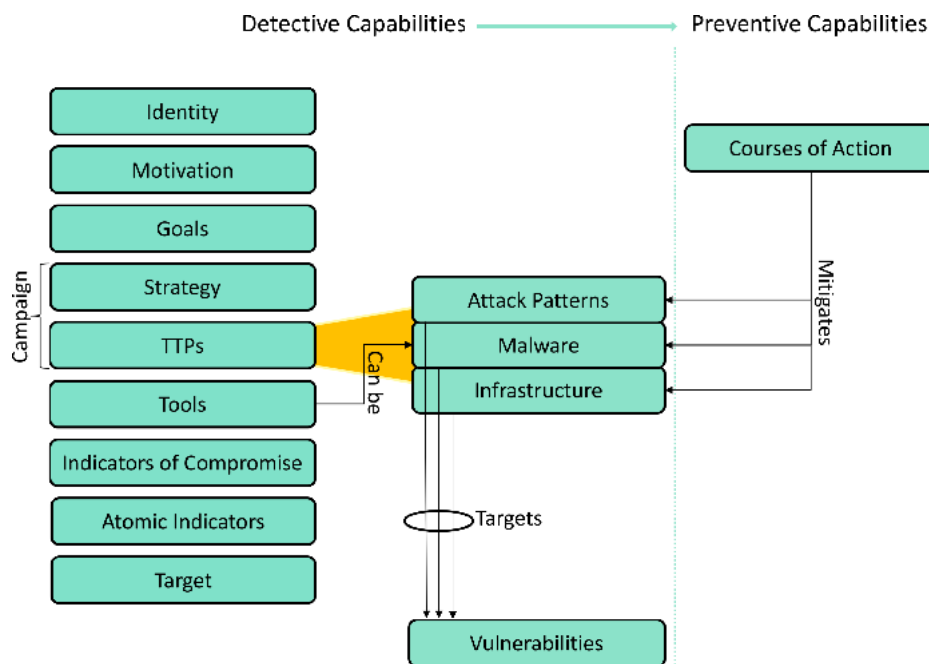 Detective Capabilities
Preventive Capabilities
Identity
Motivation
Goals
Strategy
TTPs
Tools
Indicators of Compromise
Atomic Indicators
Target
Campaign
Attack Patterns
Malware
Infrastructure
Can be
Targets
Vulnerabilities
Courses of Action
Mitigates